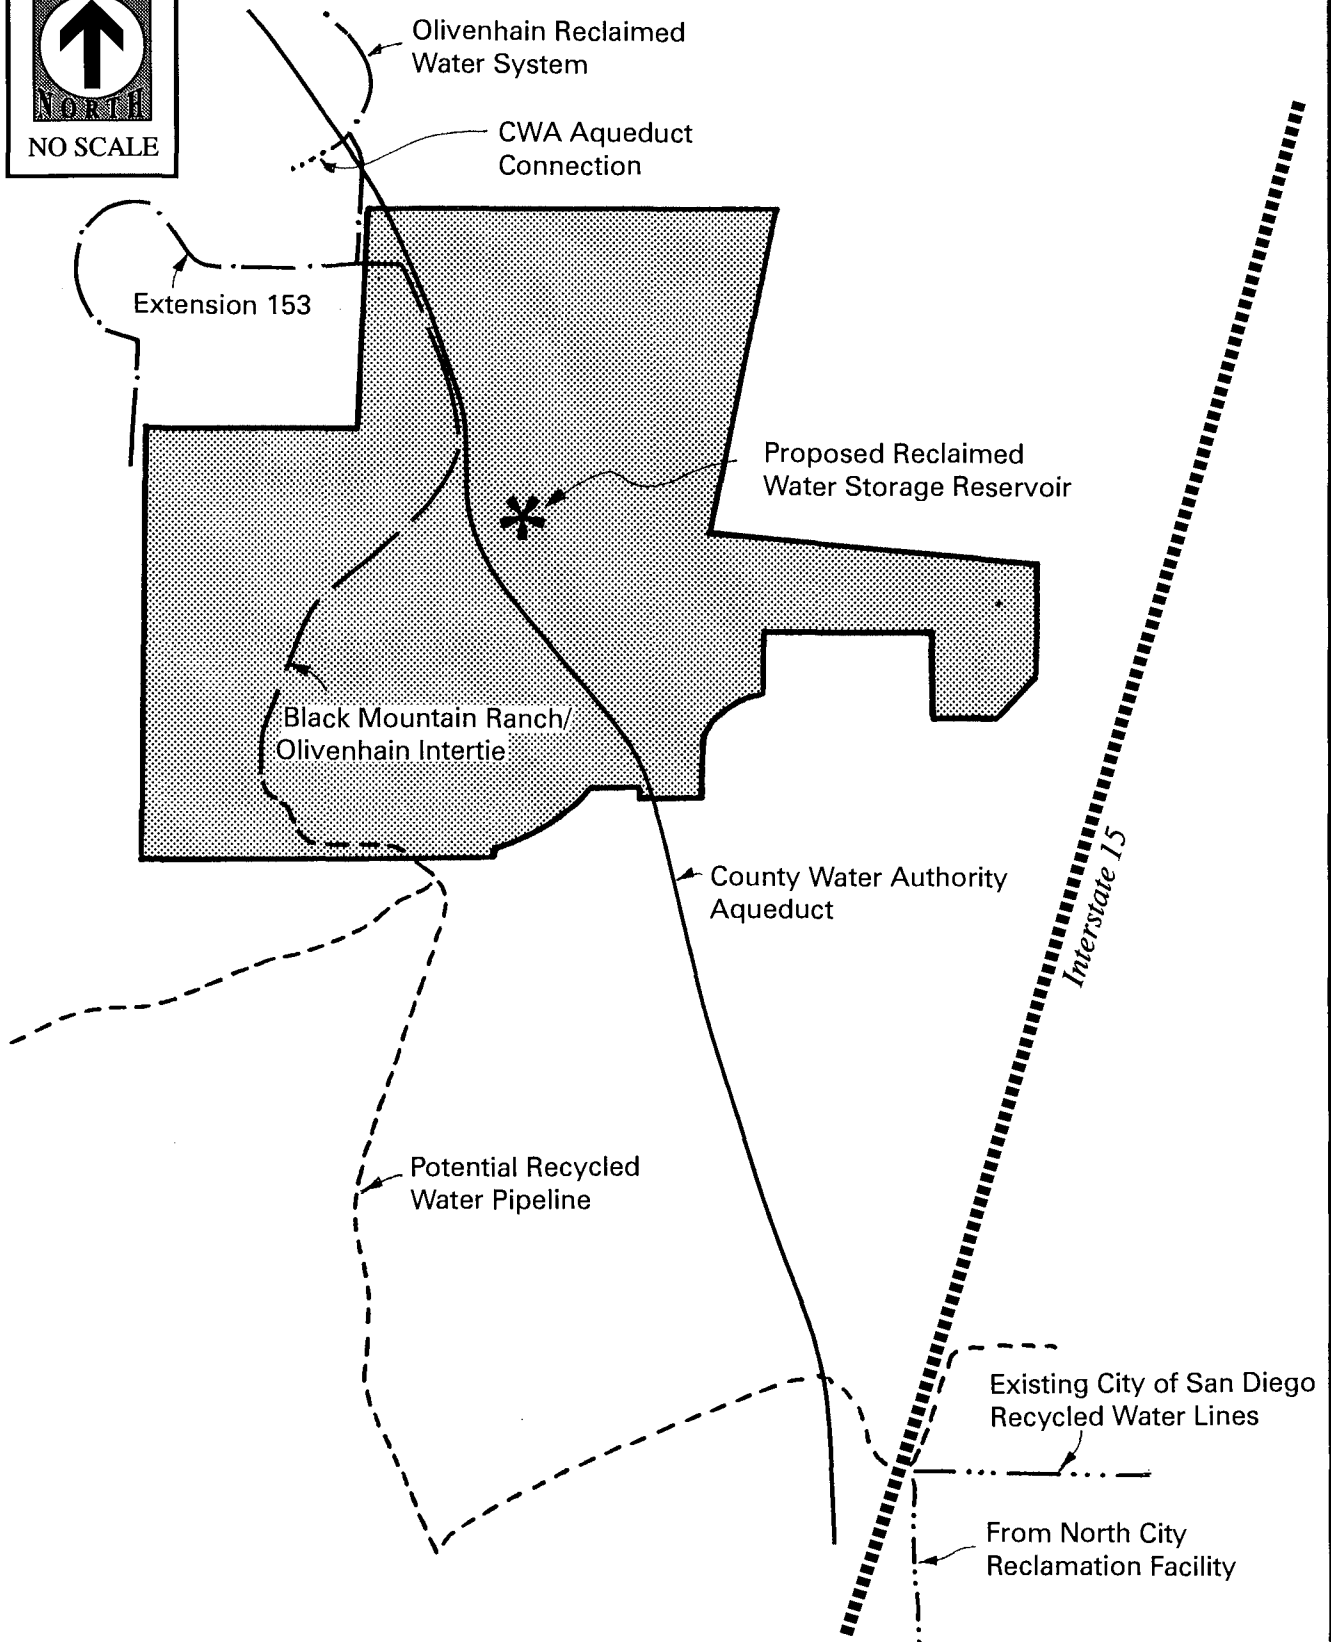 NORTH
NO SCALE
Olivenhain Reclaimed
Water System
CWA Aqueduct
Connection
Extension 153
Proposed Reclaimed
Water Storage Reservoir
Black Mountain Ranch/
Olivenhain Intertie
County Water Authority
Aqueduct
Interstate 15
Potential Recycled
Water Pipeline
Existing City of San Diego
Recycled Water Lines
From North City
Reclamation Facility